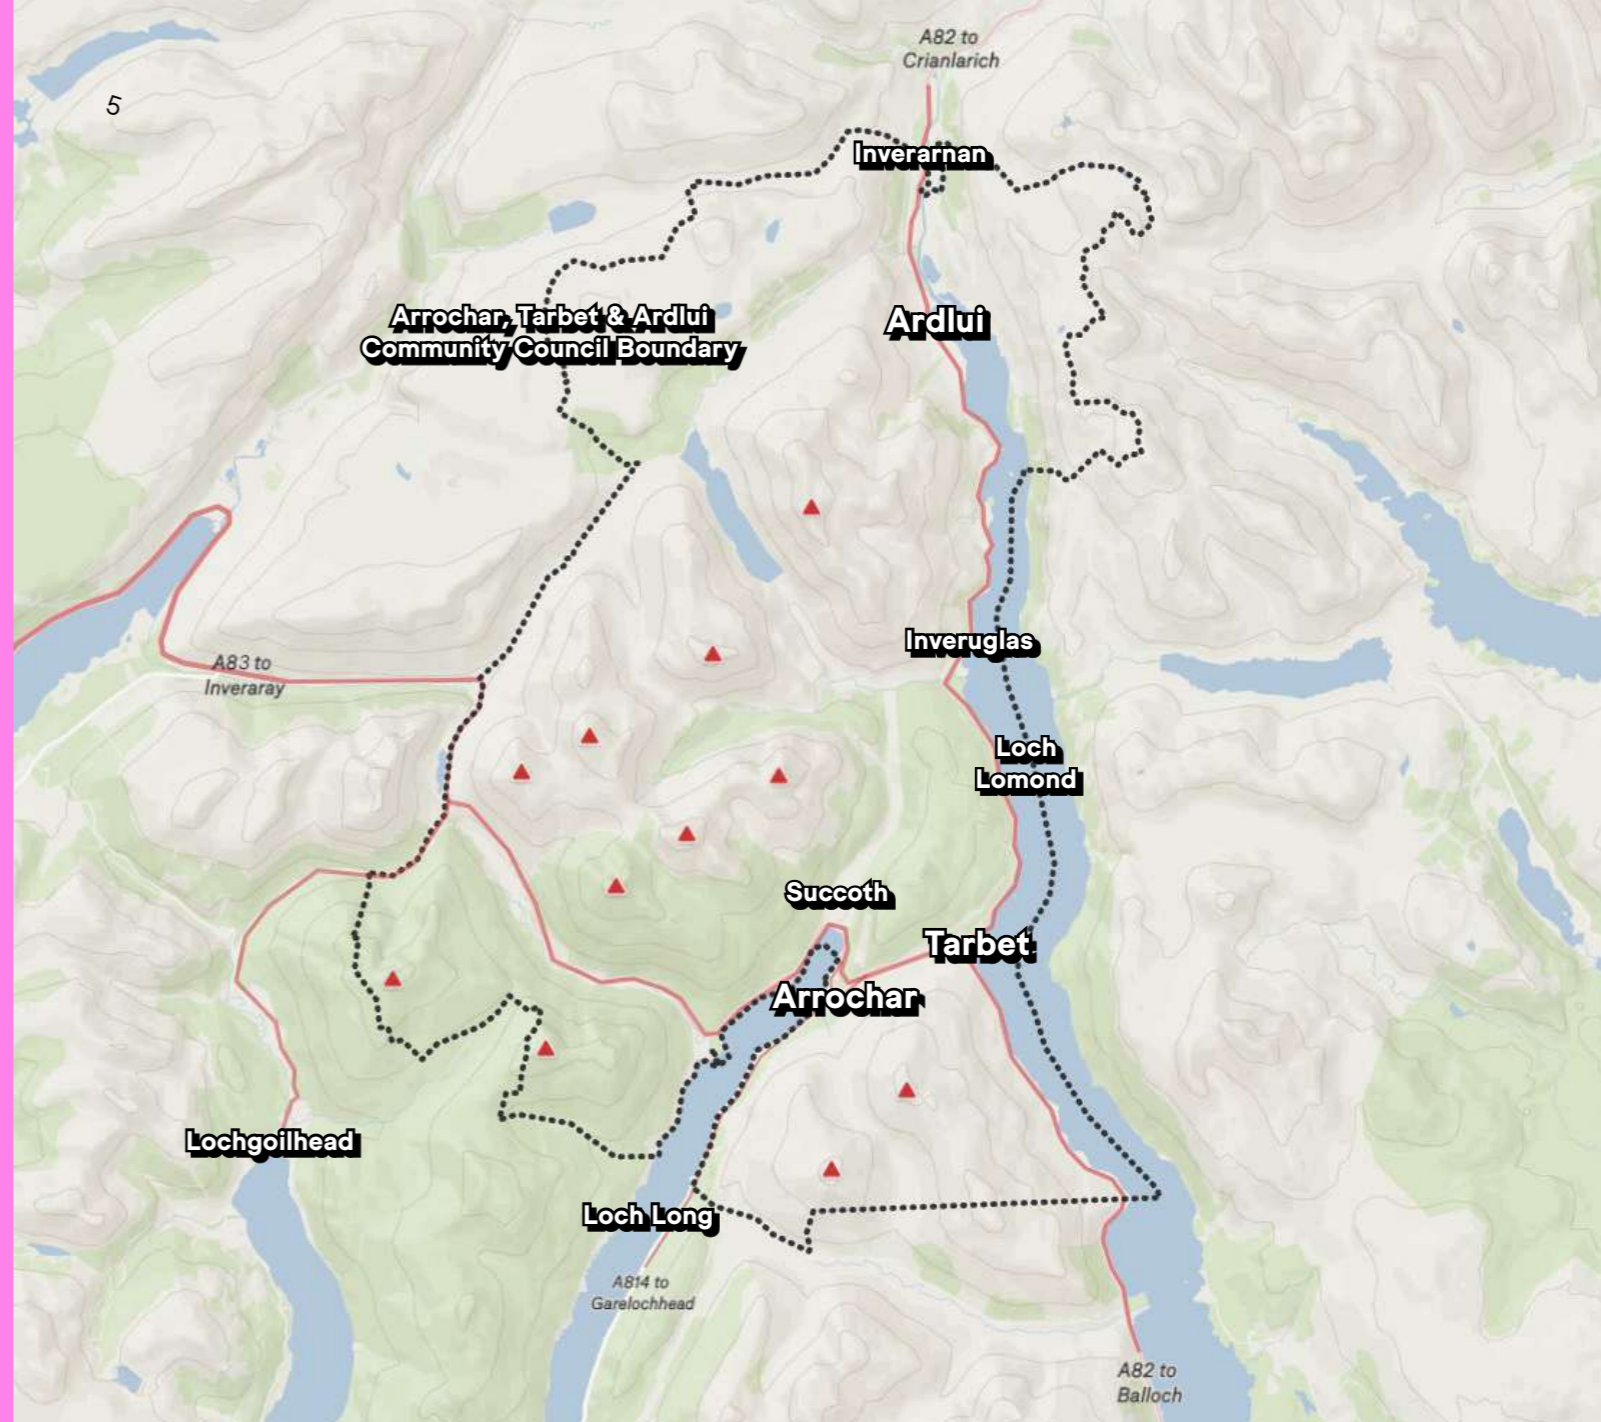 A82 to
Crianlarich
5
Inverarnan
Arrochar, Tarbet & Ardlui
Community Council Boundary
Ardlui
Inveruglas
A83 to
Inveraray
Loch
Lomond
Succoth
Tarbet
Arrochar
Lochgoilhead
Loch Long
A814 to
Garelochhead
A82 to
Balloch